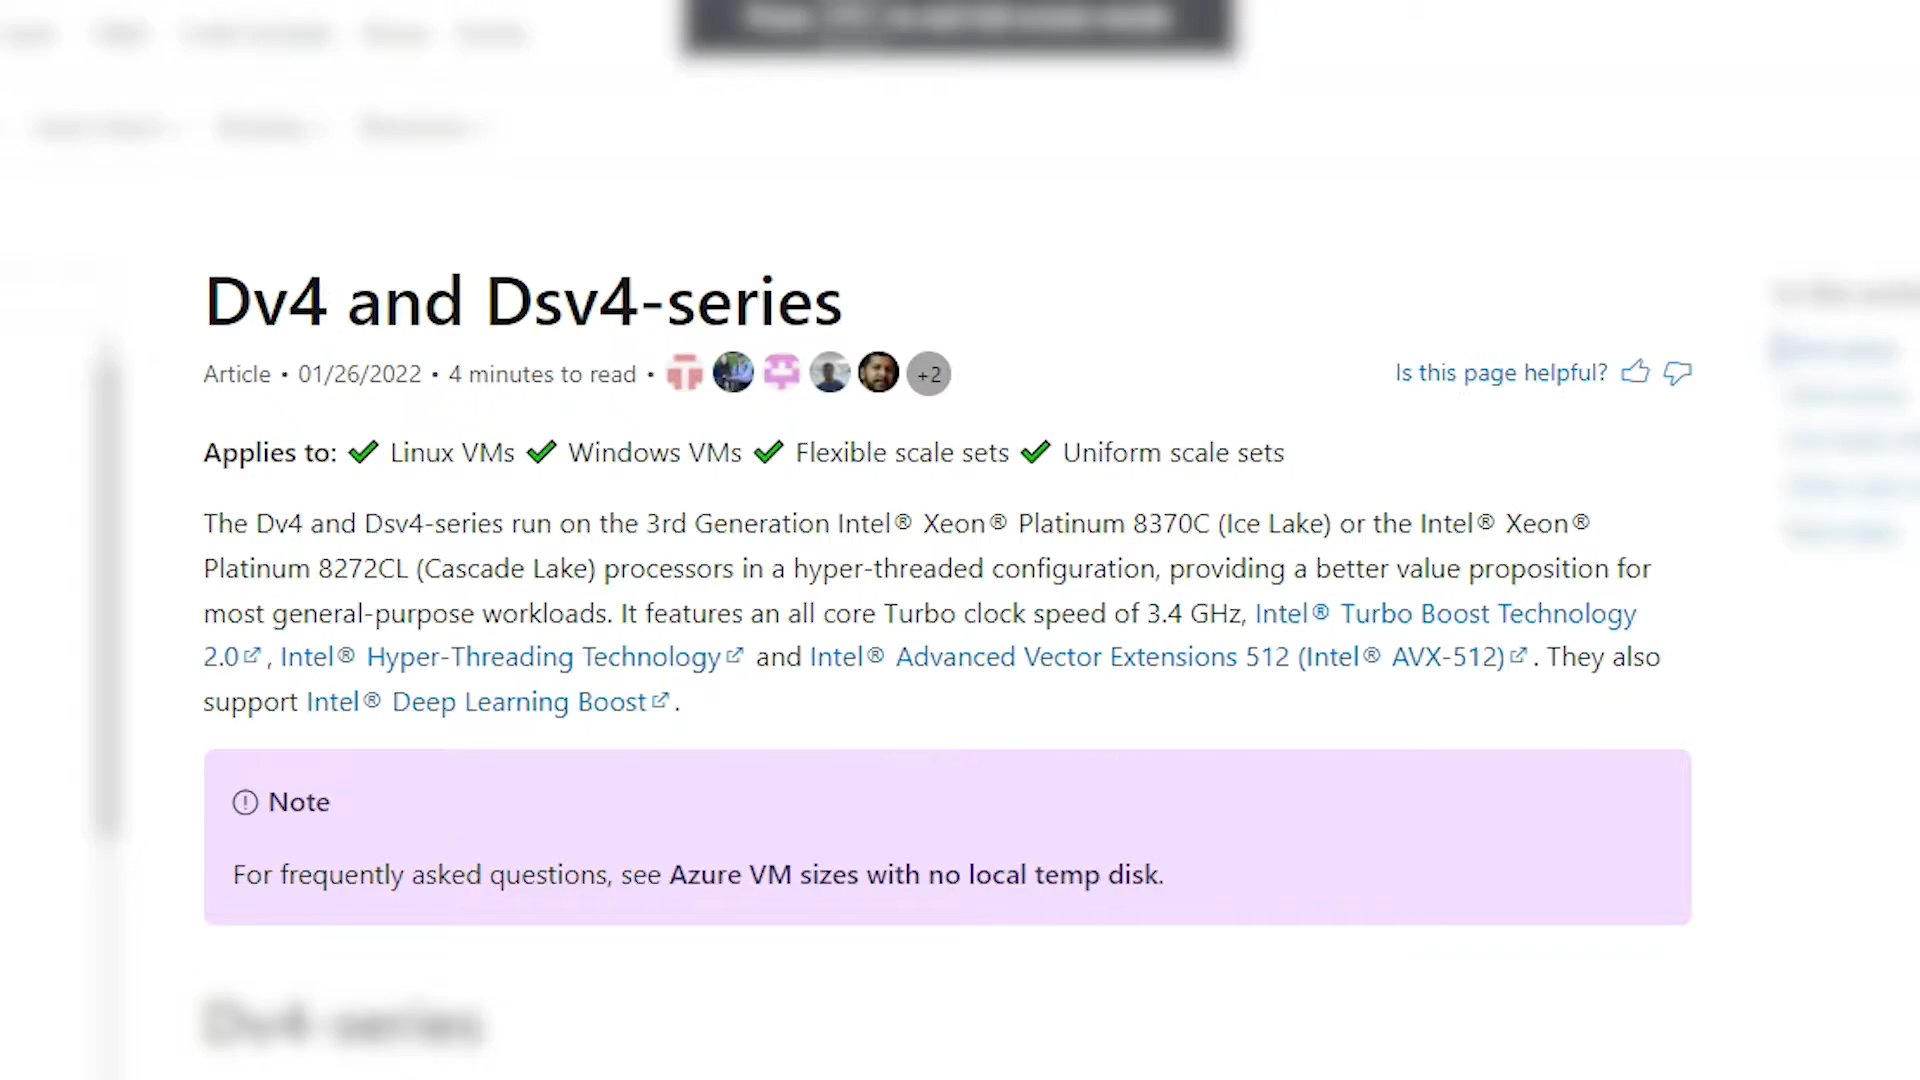 Dv4 and Dsv4-series
Article • 01/26/2022 • 4 minutes to read • +2
Is this page helpful?
Applies to: ✔ Linux VMs ✔ Windows VMs ✔ Flexible scale sets ✔ Uniform scale sets
The Dv4 and Dsv4-series run on the 3rd Generation Intel® Xeon® Platinum 8370C (Ice Lake) or the Intel® Xeon®
Platinum 8272CL (Cascade Lake) processors in a hyper-threaded configuration, providing a better value proposition for
most general-purpose workloads. It features an all core Turbo clock speed of 3.4 GHz, Intel® Turbo Boost Technology
2.0, Intel® Hyper-Threading Technology and Intel® Advanced Vector Extensions 512 (Intel® AVX-512). They also
support Intel® Deep Learning Boost.
Note
For frequently asked questions, see Azure VM sizes with no local temp disk.
Dv4-series